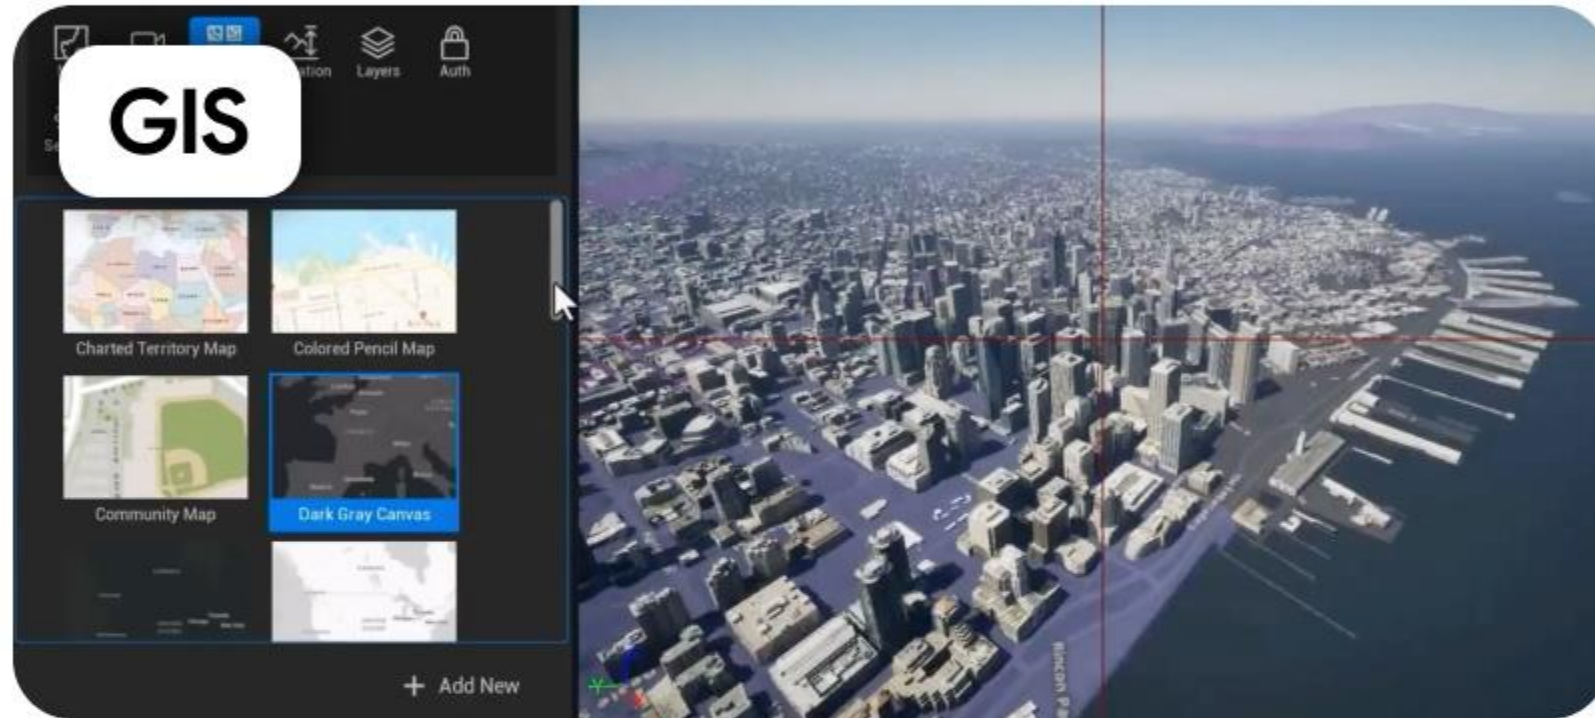 Layers
Auth
GIS
Charted Territory Map
Colored Pencil Map
Community Map
Dark Gray Canvas
+ Add New